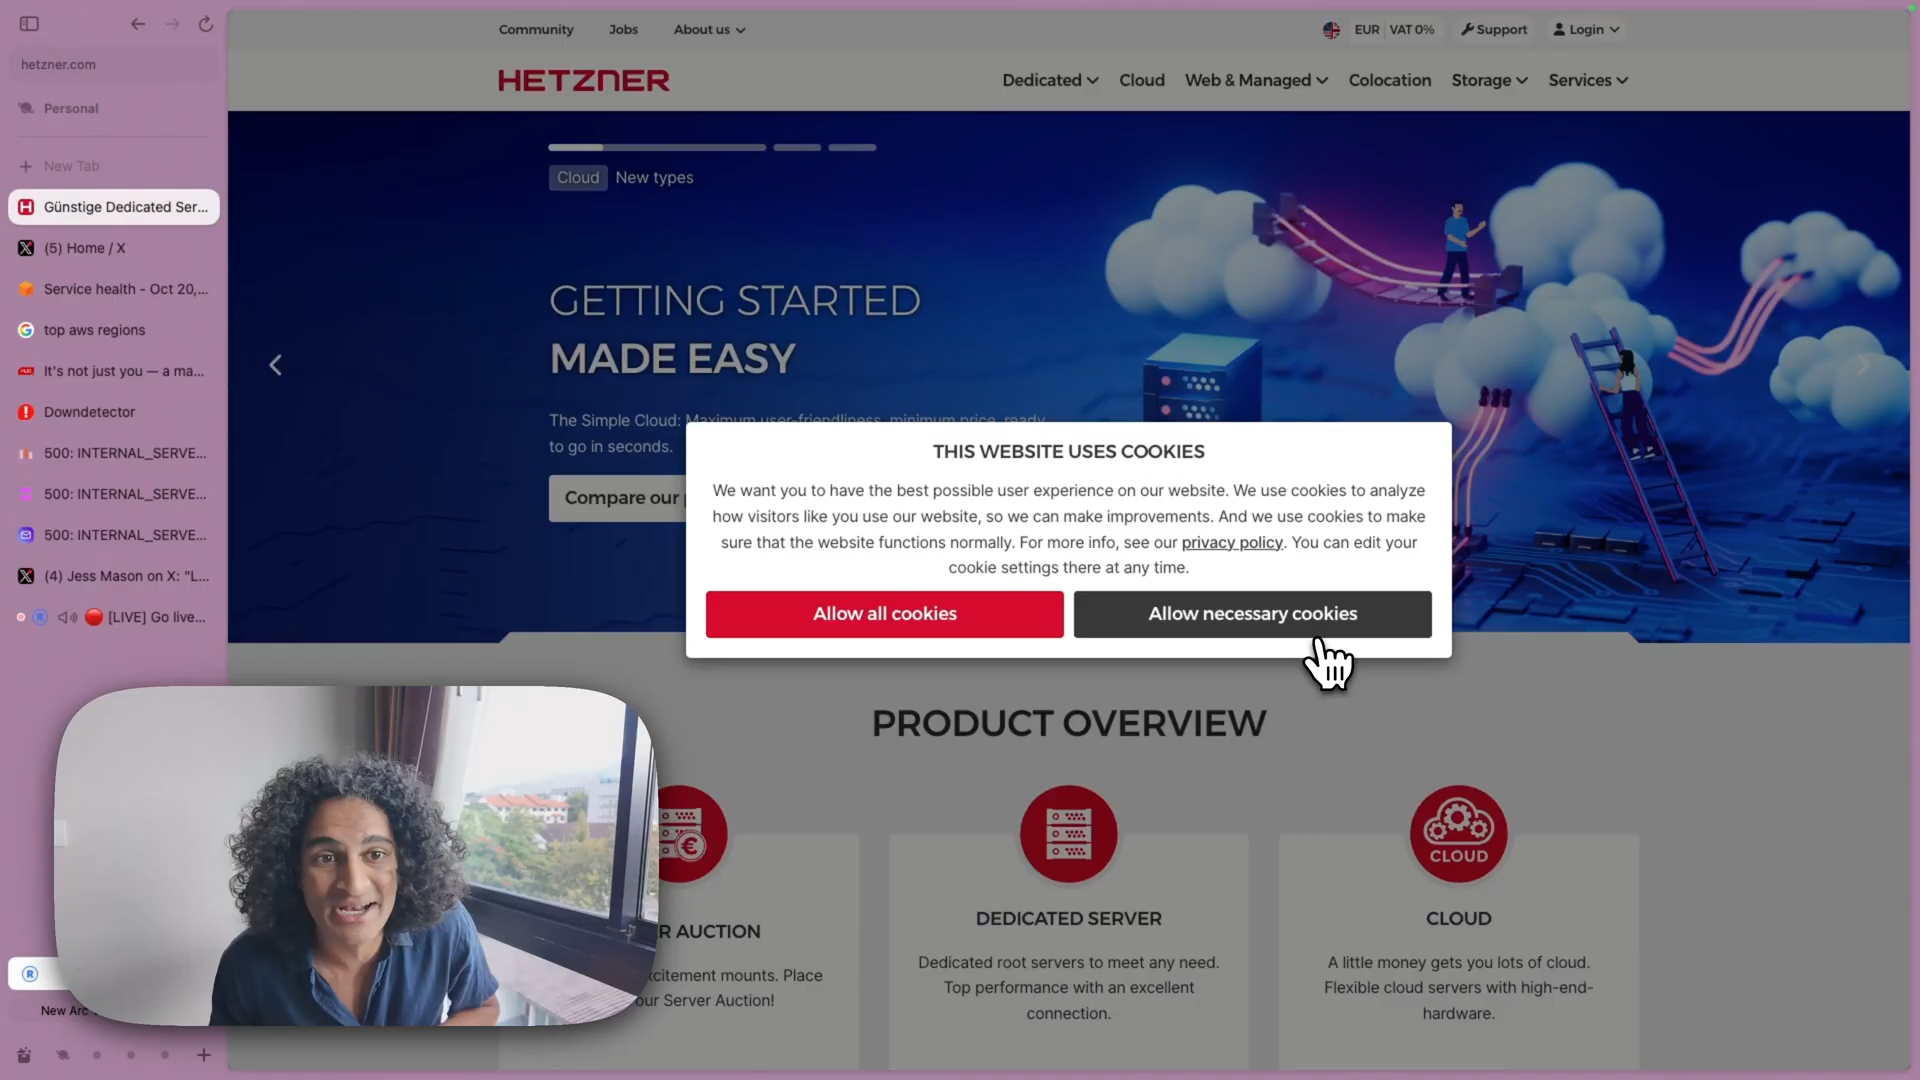 hetzner.com
Personal
New Tab
Günstige Dedicated Ser...
(5) Home / X
Service health - Oct 20,...
top aws regions
It's not just you — a ma...
Downdetector
500: INTERNAL_SERVE...
500: INTERNAL_SERVE...
500: INTERNAL_SERVE...
(4) Jess Mason on X: "L...
[LIVE] Go live...
New Arc
Community Jobs About us
EUR VAT 0% Support Login
HETZNER
Dedicated Cloud Web & Managed Colocation Storage Services
Cloud New types
GETTING STARTED
MADE EASY
The Simple Cloud: Maximum user-friendliness, minimum price, ready
to go in seconds.
Compare our
THIS WEBSITE USES COOKIES
We want you to have the best possible user experience on our website. We use cookies to analyze
how visitors like you use our website, so we can make improvements. And we use cookies to make
sure that the website functions normally. For more info, see our privacy policy. You can edit your
cookie settings there at any time.
Allow all cookies
Allow necessary cookies
PRODUCT OVERVIEW
R AUCTION
citement mounts. Place
our Server Auction!
DEDICATED SERVER
Dedicated root servers to meet any need.
Top performance with an excellent
connection.
CLOUD
CLOUD
A little money gets you lots of cloud.
Flexible cloud servers with high-end-
hardware.